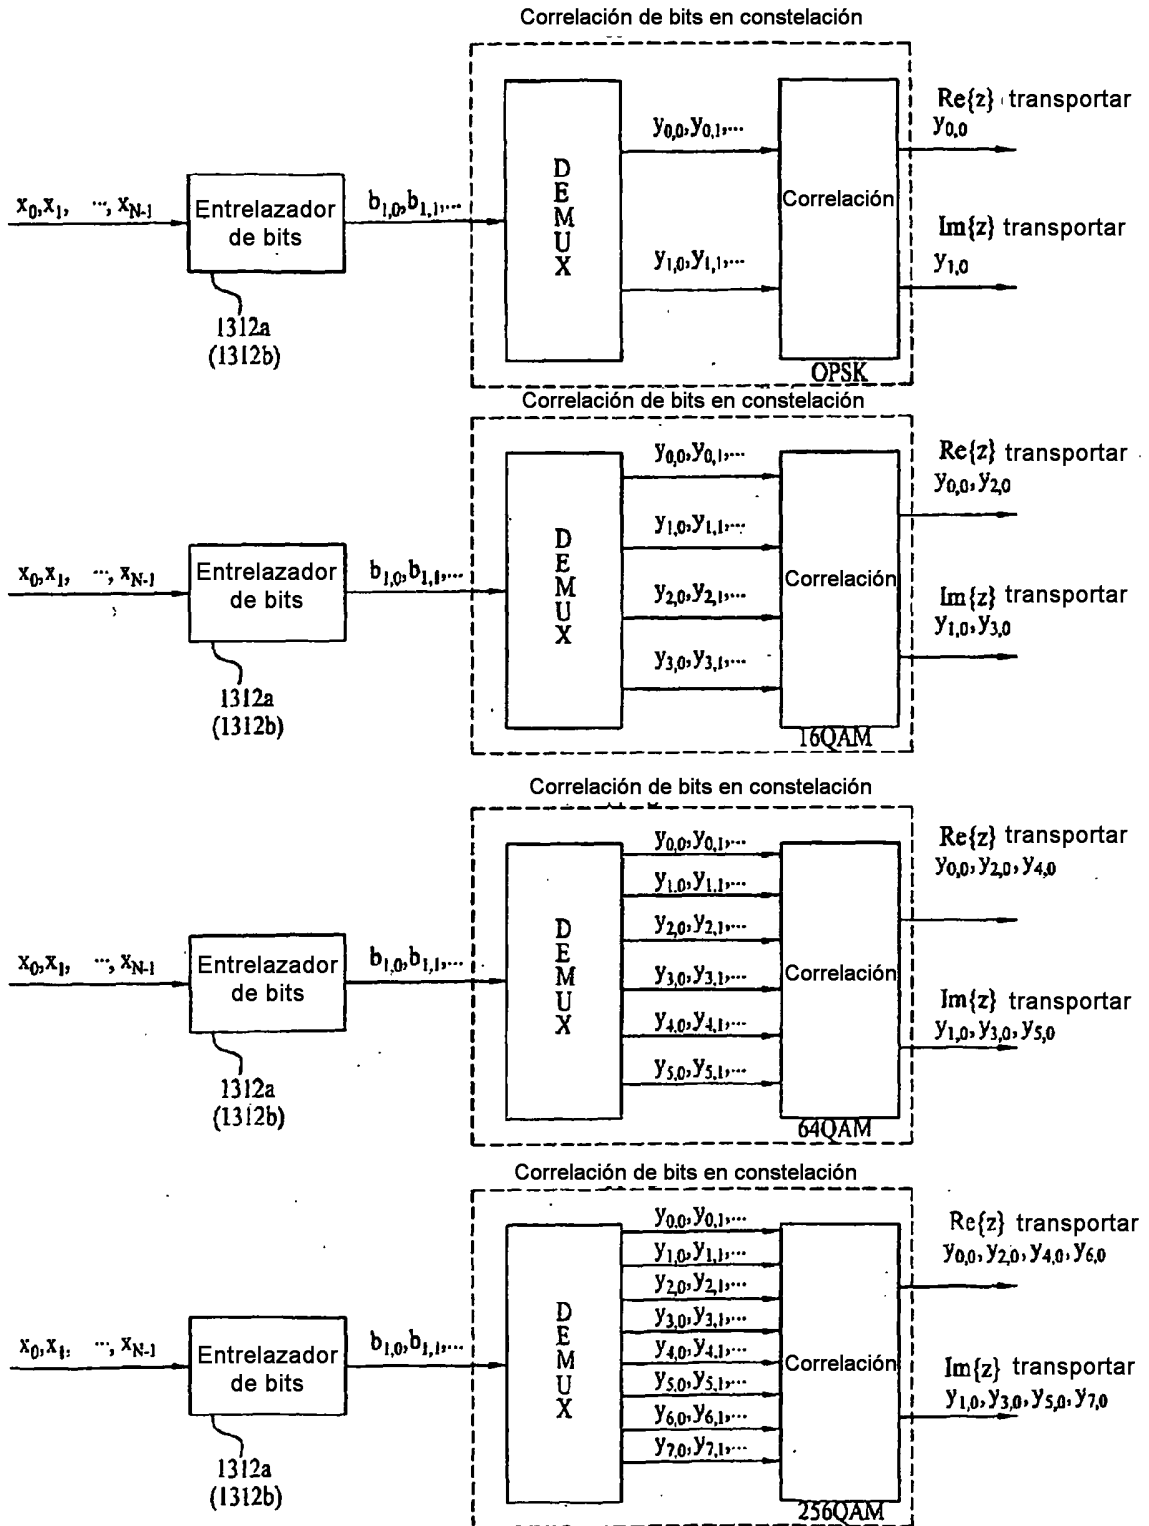 Correlación de bits en constelación
x0,x1, ..., xN-1
Entrelazador
de bits
1312a
(1312b)
b1,0,b1,1,...
DEMUX
y0,0,y0,1,...
y1,0,y1,1,...
Correlación
OPSK
Re{z} transportar
y0,0
Im{z} transportar
y1,0
Correlación de bits en constelación
x0,x1, ..., xN-1
Entrelazador
de bits
1312a
(1312b)
b1,0,b1,1,...
DEMUX
y0,0,y0,1,...
y1,0,y1,1,...
y2,0,y2,1,...
y3,0,y3,1,...
Correlación
16QAM
Re{z} transportar
y0,0,y2,0
Im{z} transportar
y1,0,y3,0
Correlación de bits en constelación
x0,x1, ..., xN-1
Entrelazador
de bits
1312a
(1312b)
b1,0,b1,1,...
DEMUX
y0,0,y0,1,...
y1,0,y1,1,...
y2,0,y2,1,...
y3,0,y3,1,...
y4,0,y4,1,...
y5,0,y5,1,...
Correlación
64QAM
Re{z} transportar
y0,0,y2,0,y4,0
Im{z} transportar
y1,0,y3,0,y5,0
Correlación de bits en constelación
x0,x1, ..., xN-1
Entrelazador
de bits
1312a
(1312b)
b1,0,b1,1,...
DEMUX
y0,0,y0,1,...
y1,0,y1,1,...
y2,0,y2,1,...
y3,0,y3,1,...
y4,0,y4,1,...
y5,0,y5,1,...
y6,0,y6,1,...
y7,0,y7,1,...
Correlación
256QAM
Re{z} transportar
y0,0,y2,0,y4,0,y6,0
Im{z} transportar
y1,0,y3,0,y5,0,y7,0